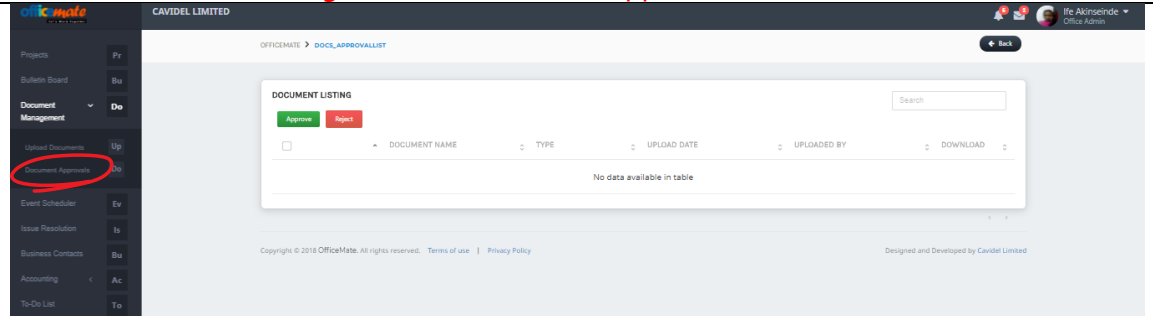 officemate
CAVIDEL LIMITED
Ife Akinseinde
Office Admin
OFFICEMATE > DOCS_APPROVALLIST
Back
Projects Pr
Bulletin Board Bu
Document Management Do
Upload Documents Up
Document Approvals Do
Event Scheduler Ev
Issue Resolution Is
Business Contacts Bu
Accounting < Ac
To-Do List To
DOCUMENT LISTING
Search
Approve Reject
DOCUMENT NAME TYPE UPLOAD DATE UPLOADED BY DOWNLOAD
No data available in table
Copyright © 2018 OfficeMate. All rights reserved. Terms of use | Privacy Policy
Designed and Developed by Cavidel Limited